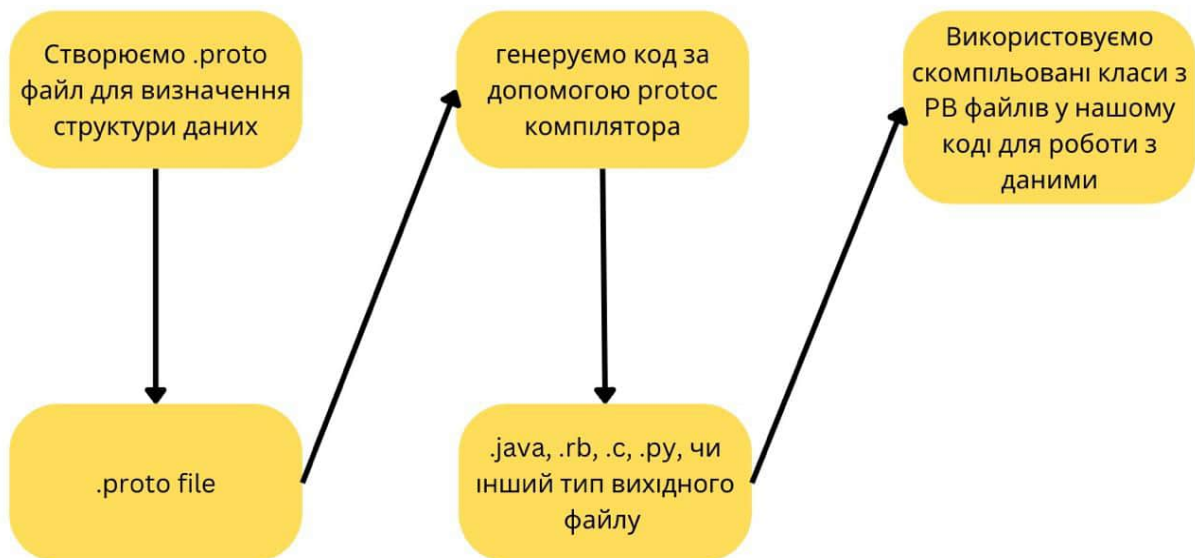 Створюємо .proto
файл для визначення
структури даних
.proto file
генеруємо код за
допомогою protoc
компілятора
.java, .rb, .c, .py, чи
інший тип вихідного
файлу
Використовуємо
скомпільовані класи з
PB файлів у нашому
коді для роботи з
даними